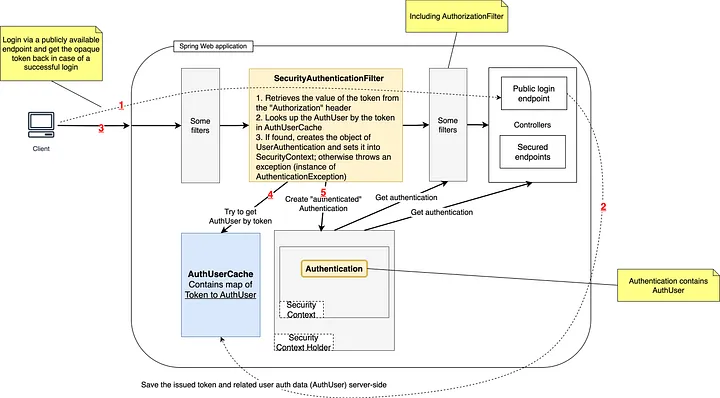 Login via a publicly available
endpoint and get the opaque
token back in case of a
successful login
Including AuthorizationFilter
Spring Web application
1
3
Client
Some
filters
SecurityAuthenticationFilter
1. Retrieves the value of the token from
the "Authorization" header
2. Looks up the AuthUser by the token
in AuthUserCache
3. If found, creates the object of
UserAuthentication and sets it into
SecurityContext; otherwise throws an
exception (instance of
AuthenticationException)
Some
filters
Public login
endpoint
Controllers
Secured
endpoints
4
5
2
Try to get
AuthUser by token
Create "authenticated"
Authentication
Get authentication
Get authentication
AuthUserCache
Contains map of
Token to AuthUser
Authentication
Security
Context
Security
Context Holder
Authentication contains
AuthUser
Save the issued token and related user auth data (AuthUser) server-side